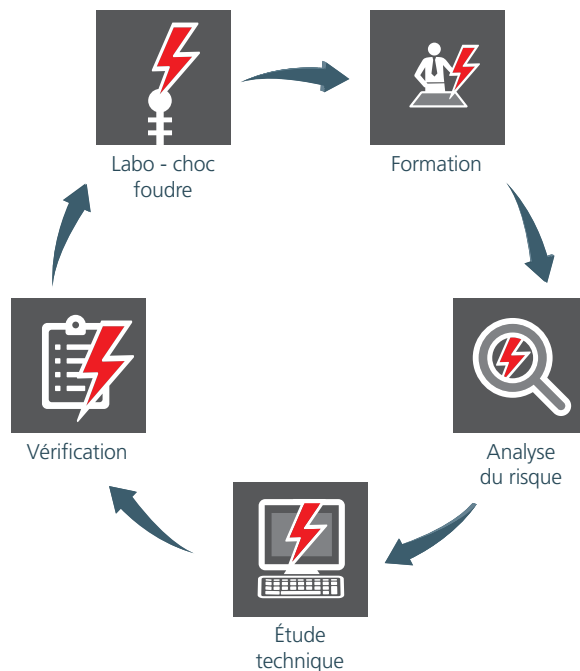 Labo - choc
foudre
Formation
Analyse
du risque
Étude
technique
Vérification